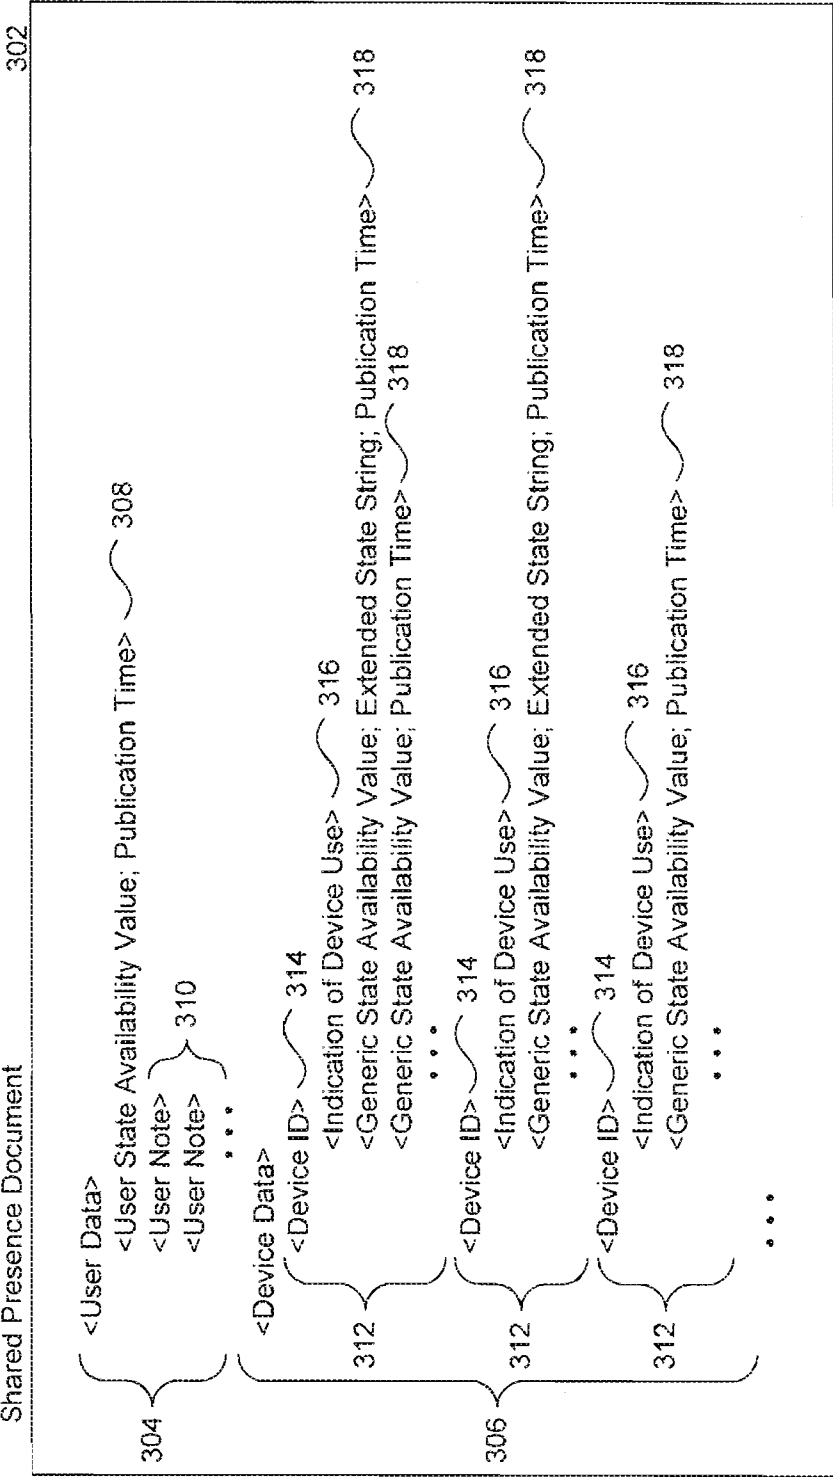 Shared Presence Document 302
304
<User Data>
<User State Availability Value; Publication Time> 308
<User Note>
<User Note> 310
• • •
306
<Device Data>
312
<Device ID> 314
<Indication of Device Use> 316
<Generic State Availability Value; Extended State String; Publication Time> 318
<Generic State Availability Value; Publication Time> 318
• • •
312
<Device ID> 314
<Indication of Device Use> 316
<Generic State Availability Value; Extended State String; Publication Time> 318
• • •
312
<Device ID> 314
<Indication of Device Use> 316
<Generic State Availability Value; Publication Time> 318
• • •
• • •